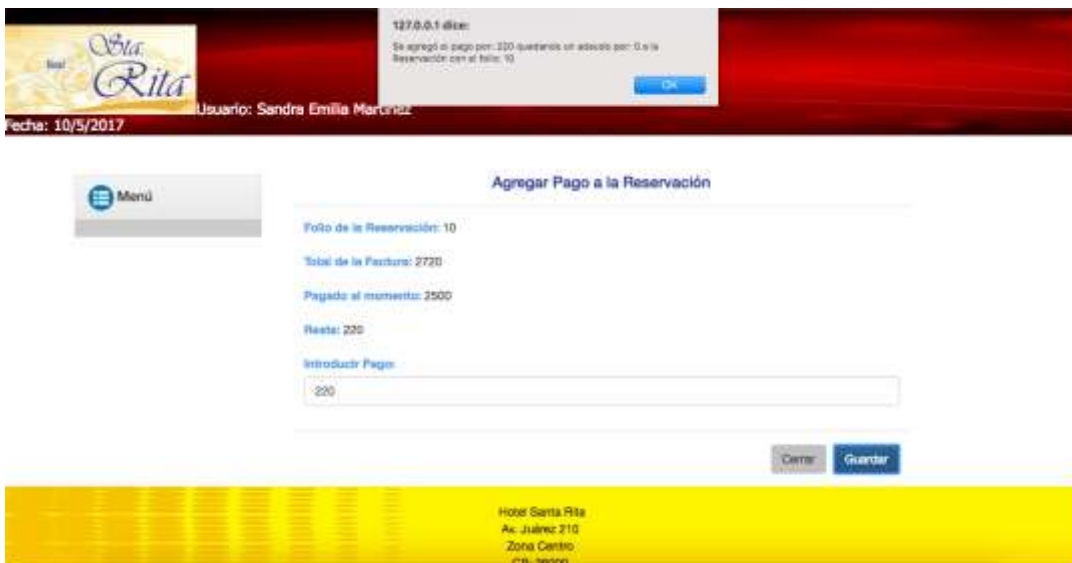 127.0.0.1 dice:
Se agregó el pago por: 220 quedando un adeudo por: 0 a la
Reservación con el folio: 10
OK
Hotel
Sta.
Rita
Usuario: Sandra Emilia Martinez
Fecha: 10/5/2017
Menú
Agregar Pago a la Reservación
Folio de la Reservación: 10
Total de la Factura: 2720
Pagado al momento: 2500
Resta: 220
Introducir Pago:
220
Cerrar
Guardar
Hotel Santa Rita
Av. Juárez 210
Zona Centro